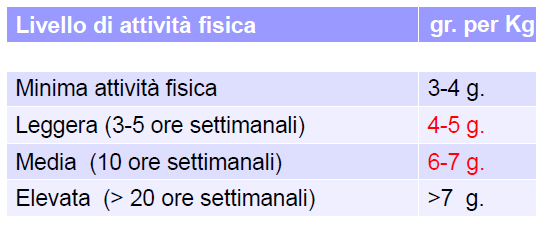 Livello di attività fisica gr. per Kg
Minima attività fisica 3-4 g.
Leggera (3-5 ore settimanali) 4-5 g.
Media (10 ore settimanali) 6-7 g.
Elevata (> 20 ore settimanali) >7 g.